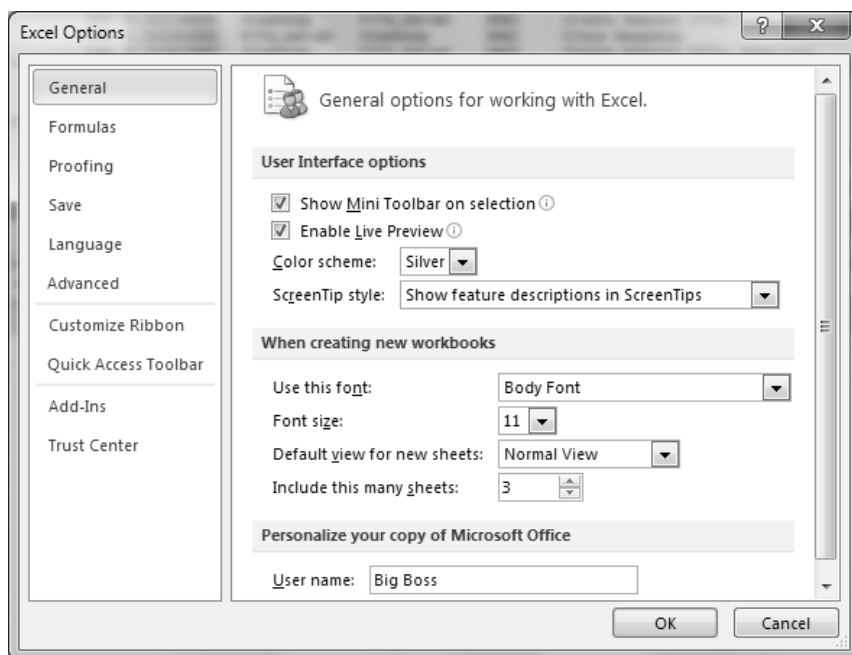 Excel Options
General
Formulas
Proofing
Save
Language
Advanced
Customize Ribbon
Quick Access Toolbar
Add-Ins
Trust Center
General options for working with Excel.
User Interface options
Show Mini Toolbar on selection
Enable Live Preview
Color scheme: Silver
ScreenTip style: Show feature descriptions in ScreenTips
When creating new workbooks
Use this font: Body Font
Font size: 11
Default view for new sheets: Normal View
Include this many sheets: 3
Personalize your copy of Microsoft Office
User name: Big Boss
OK Cancel